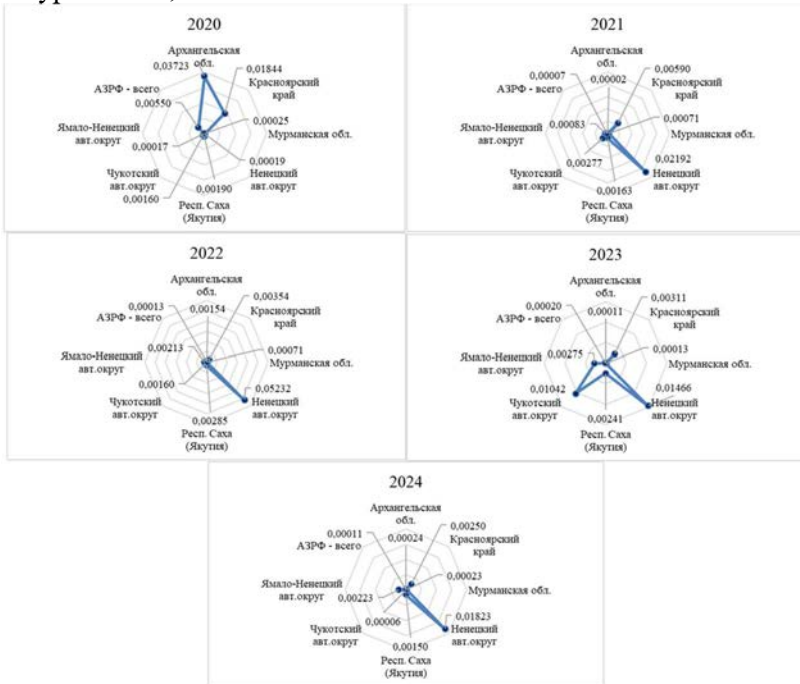 2020
Архангельская
обл.
0,03723
0,01844
Красноярский
край
АЗРФ - всего
0,00550
0,00025
Мурманская обл.
Ямало-Ненецкий
авт.округ
0,00017
0,00019
Ненецкий
авт.округ
Чукотский
авт.округ
0,00160
0,00190
Респ. Саха
(Якутия)
2021
Архангельская
обл.
0,00007
0,00002
0,00590
Красноярский
край
АЗРФ - всего
0,00071
Мурманская обл.
Ямало-Ненецкий
авт.округ
0,00083
0,02192
Ненецкий
авт.округ
0,00277
Чукотский
авт.округ
0,00163
Респ. Саха
(Якутия)
2022
Архангельская
обл.
0,00013
АЗРФ - всего
0,00154
0,00354
Красноярский
край
0,00071
Мурманская обл.
Ямало-Ненецкий
авт.округ
0,00213
0,00160
0,05232
Ненецкий
авт.округ
Чукотский
авт.округ
0,00285
Респ. Саха
(Якутия)
2023
Архангельская
обл.
0,00020
АЗРФ - всего
0,00011
0,00311
Красноярский
край
0,00013
Мурманская обл.
Ямало-Ненецкий
авт.округ
0,00275
0,01042
Чукотский
авт.округ
0,01466
Ненецкий
авт.округ
0,00241
Респ. Саха
(Якутия)
2024
Архангельская
обл.
0,00011
АЗРФ - всего
0,00024
0,00250
Красноярский
край
0,00023
Мурманская обл.
Ямало-Ненецкий
авт.округ
0,00223
0,01823
Ненецкий
авт.округ
0,00006
Чукотский
авт.округ
0,00150
Респ. Саха
(Якутия)